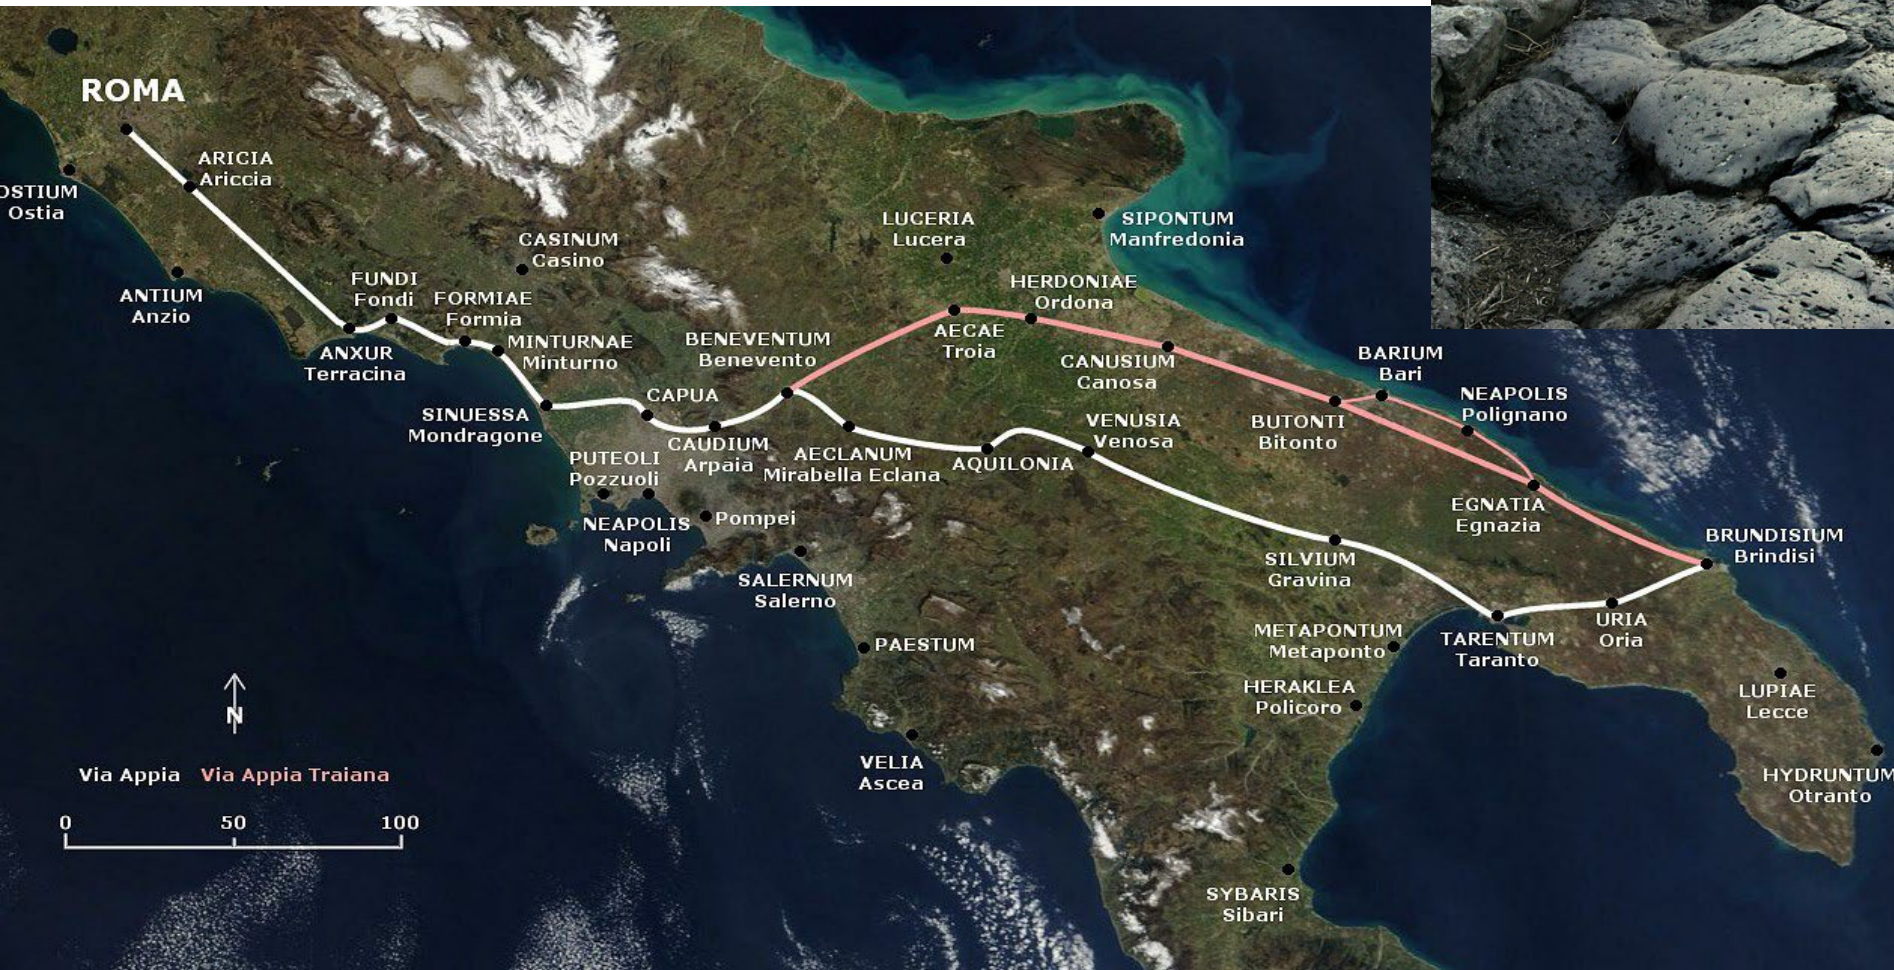 ROMA
ARICIA
Ariccia
OSTIUM
Ostia
LUCERIA
Lucera
SIPONTUM
Manfredonia
CASINUM
Casino
ANTIUM
Anzio
FUNDI
Fondi
FORMIAE
Formia
HERDONIAE
Ordona
MINTURNAE
Minturno
ANXUR
Terracina
BENEVENTUM
Benevento
AECAE
Troia
CANUSIUM
Canosa
BARIUM
Bari
NEAPOLIS
Polignano
SINUESSA
Mondragone
CAPUA
CAUDIUM
Arpaia
AECLANUM
Mirabella Eclana
AQUILONIA
VENUSIA
Venosa
BUTONTI
Bitonto
PUTEOLI
Pozzuoli
NEAPOLIS
Napoli
Pompei
EGNATIA
Egnazia
BRUNDISIUM
Brindisi
SALERNUM
Salerno
SILVIUM
Gravina
PAESTUM
METAPONTUM
Metaponto
TARENTUM
Taranto
URIA
Oria
HERAKLEA
Policoro
LUPIAE
Lecce
VELIA
Ascea
HYDRUNTUM
Otranto
SYBARIS
Sibari
N
Via Appia Via Appia Traiana
0 50 100